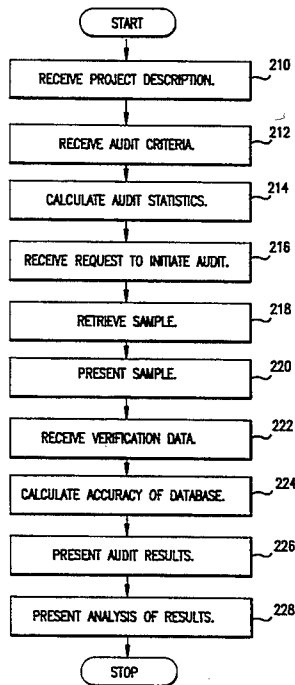 START
RECEIVE PROJECT DESCRIPTION.
210
RECEIVE AUDIT CRITERIA.
212
CALCULATE AUDIT STATISTICS.
214
RECEIVE REQUEST TO INITIATE AUDIT.
216
RETRIEVE SAMPLE.
218
PRESENT SAMPLE.
220
RECEIVE VERIFICATION DATA.
222
CALCULATE ACCURACY OF DATABASE.
224
PRESENT AUDIT RESULTS.
226
PRESENT ANALYSIS OF RESULTS.
228
STOP